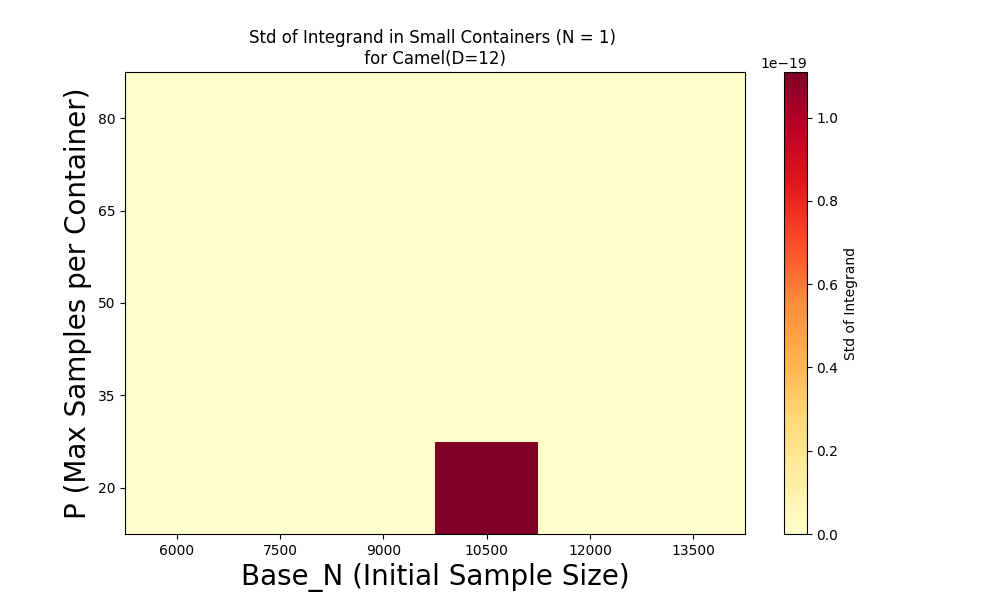 Std of Integrand in Small Containers (N = 1)
for Camel(D=12)
1e−19
P (Max Samples per Container)
80
65
50
35
20
6000 7500 9000 10500 12000 13500
Base_N (Initial Sample Size)
1.0
0.8
0.6
0.4
0.2
0.0
Std of Integrand